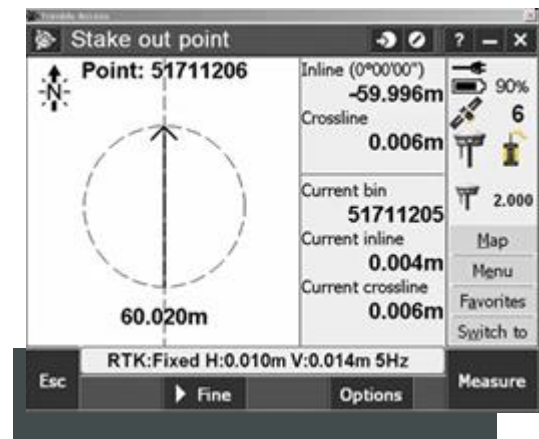 Trimble Access
Stake out point
? – ×
Point: 51711206
N
60.020m
Inline (0°00'00")
-59.996m
Crossline
0.006m
Current bin
51711205
Current inline
0.004m
Current crossline
0.006m
90%
6
2.000
Map
Menu
Favorites
Switch to
RTK:Fixed H:0.010m V:0.014m 5Hz
Esc
Fine
Options
Measure